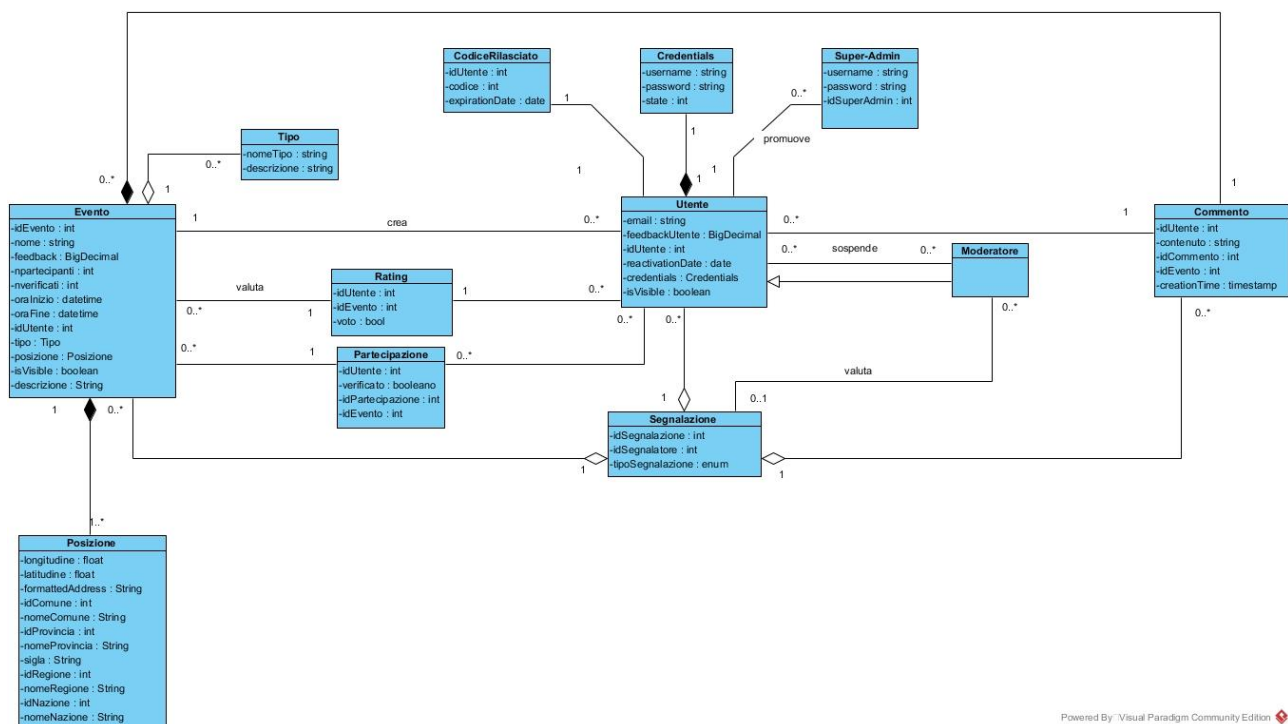 CodiceRilasciato
-idUtente : int
-codice : int
-expirationDate : date
Credentials
-username : string
-password : string
-state : int
Super-Admin
-username : string
-password : string
-idSuperAdmin : int
1
0..*
1
promuove
Tipo
-nomeTipo : string
-descrizione : string
0..*
1
1
1
1
0..*
1
Evento
-idEvento : int
-nome : string
-feedback : BigDecimal
-npartecipanti : int
-nverificati : int
-oraInizio : datetime
-oraFine : datetime
-idUtente : int
-tipo : Tipo
-posizione : Posizione
-isVisible : boolean
-descrizione : String
1
crea
0..*
Utente
-email : string
-feedbackUtente : BigDecimal
-idUtente : int
-reactivationDate : date
-credentials : Credentials
-isVisible : boolean
0..*
1
0..*
sospende
0..*
Moderatore
Commento
-idUtente : int
-contenuto : string
-idCommento : int
-idEvento : int
-creationTime : timestamp
valuta
0..*
1
Rating
-idUtente : int
-idEvento : int
-voto : bool
1
0..*
0..*
0..*
0..*
0..*
0..*
1
Partecipazione
-idUtente : int
-verificato : booleano
-idPartecipazione : int
-idEvento : int
0..*
valuta
1
0..1
1
0..*
Segnalazione
-idSegnalazione : int
-idSegnalatore : int
-tipoSegnalazione : enum
1
1
1..*
Posizione
-longitudine : float
-latitudine : float
-formattedAddress : String
-idComune : int
-nomeComune : String
-idProvincia : int
-nomeProvincia : String
-sigla : String
-idRegione : int
-nomeRegione : String
-idNazione : int
-nomeNazione : String
Powered By Visual Paradigm Community Edition